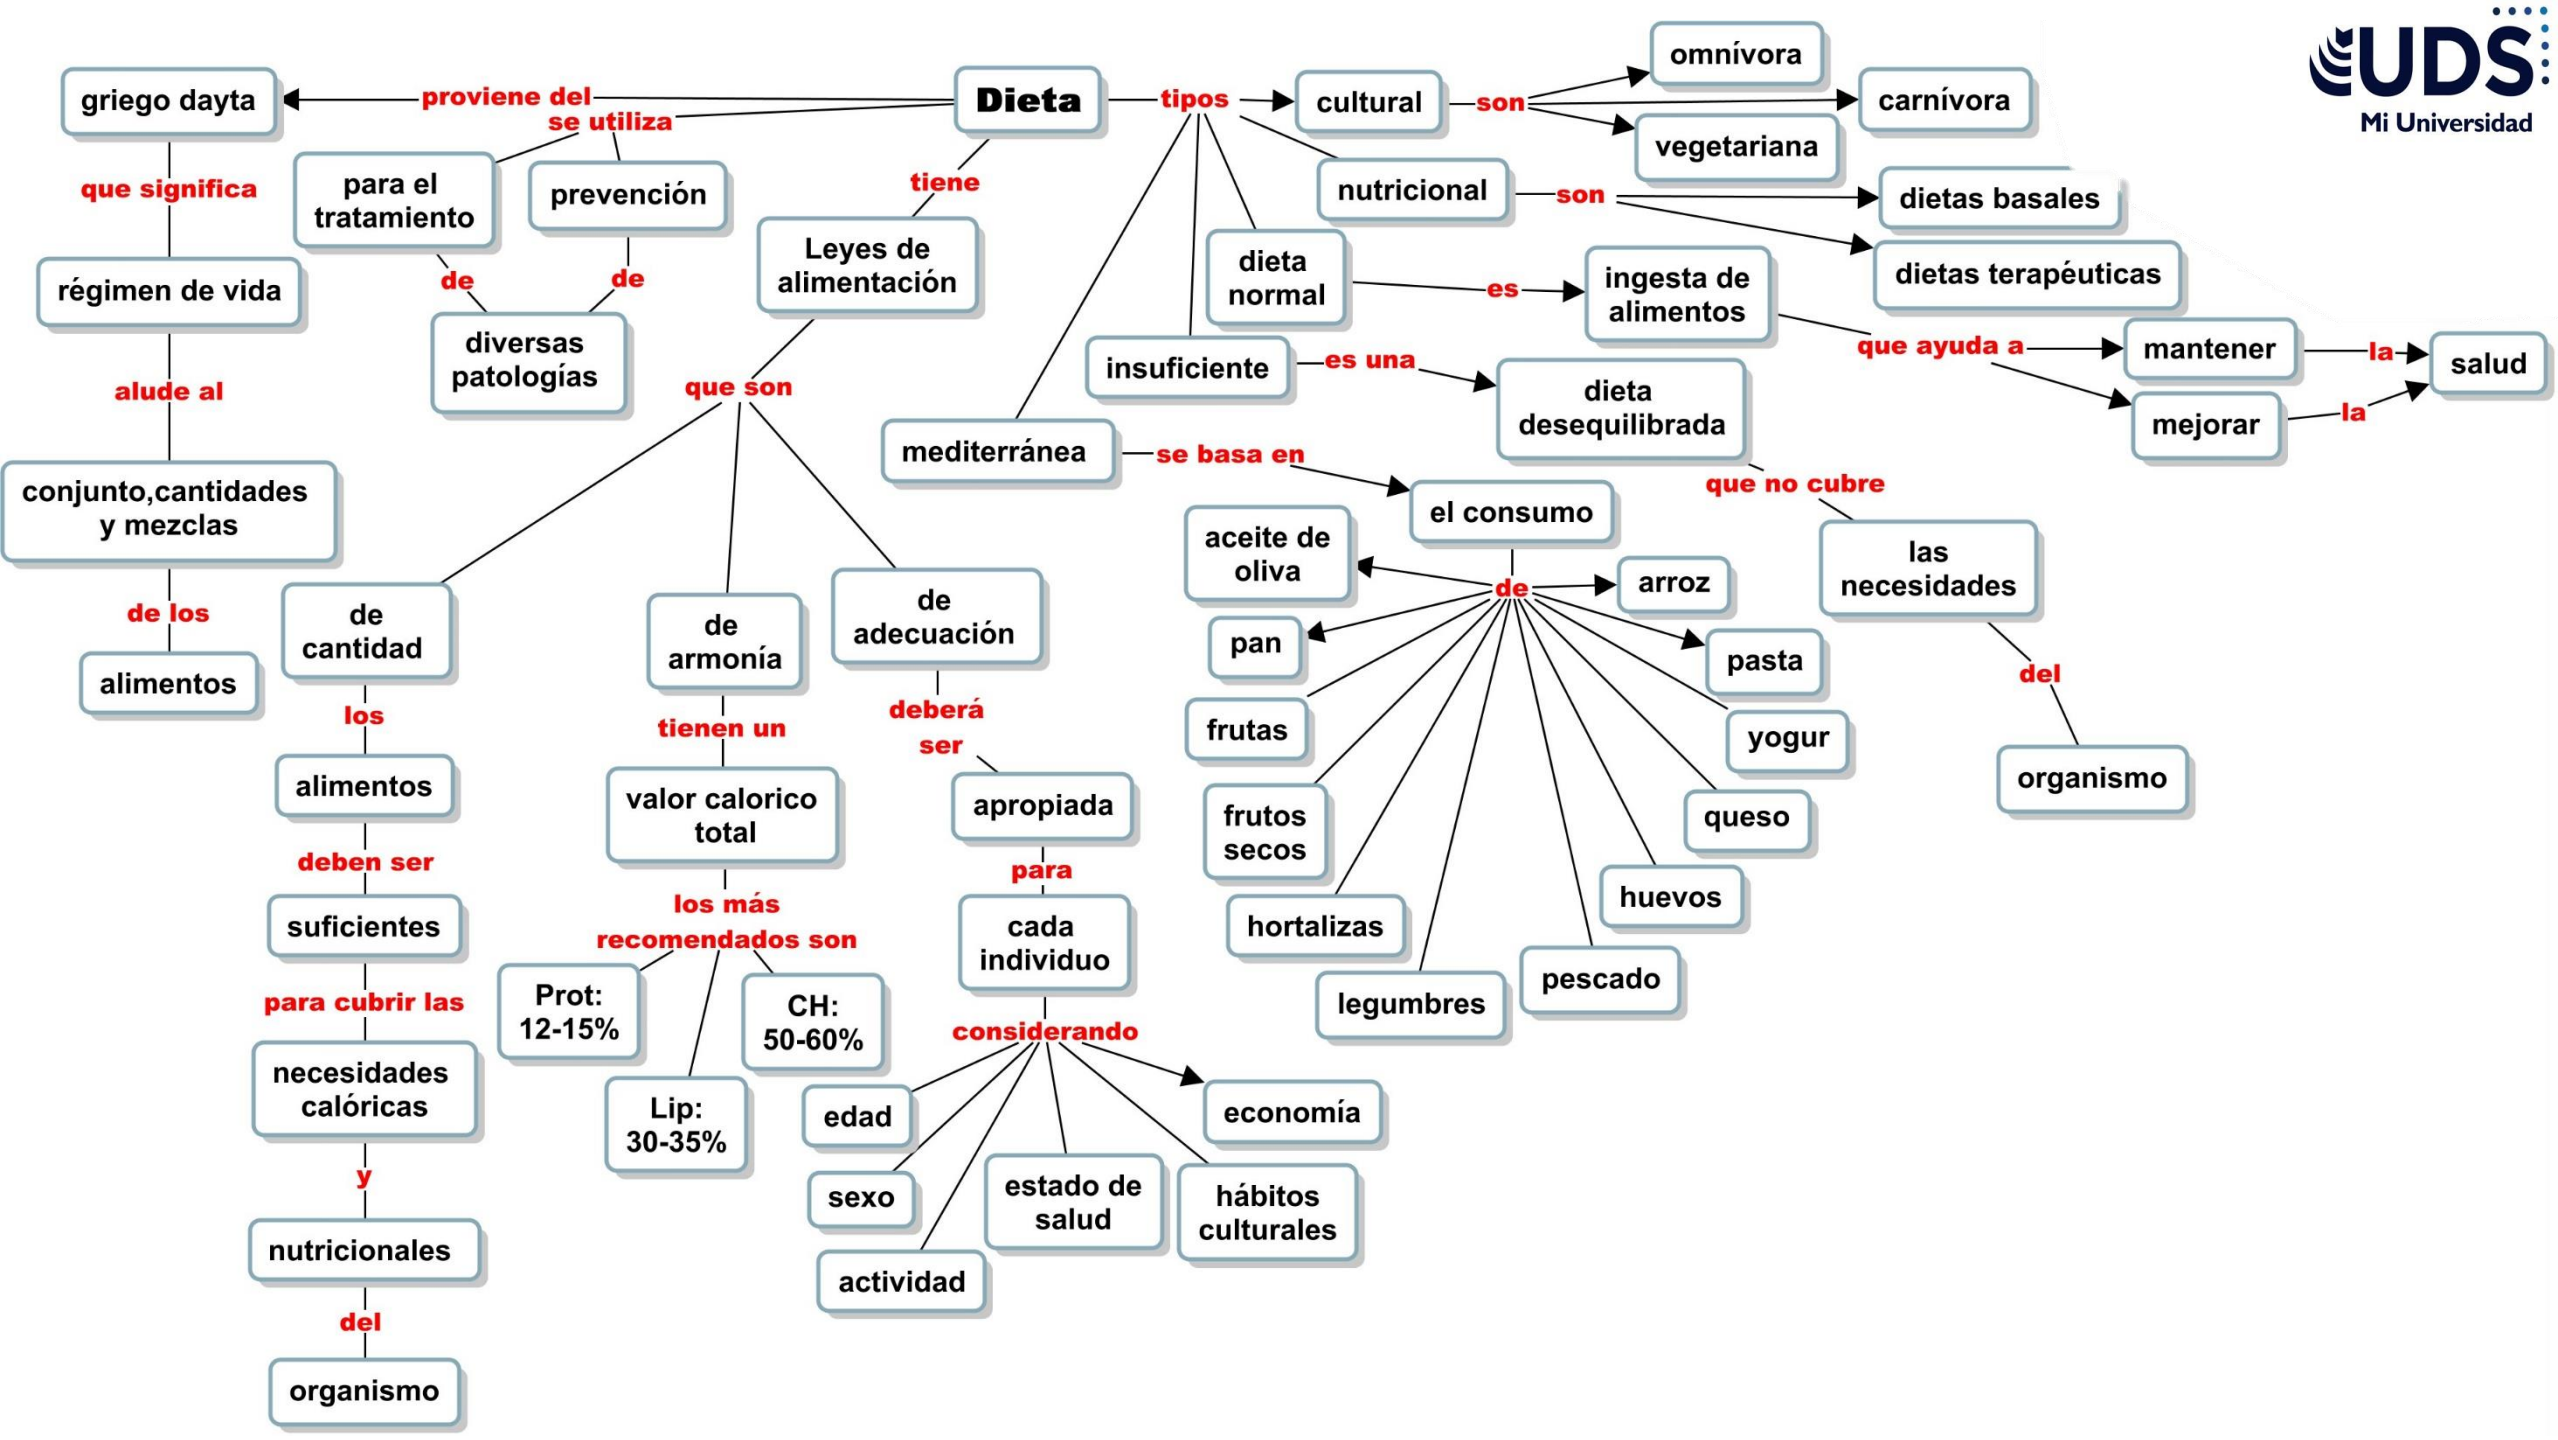 UDS
Mi Universidad
Dieta
proviene del
griego dayta
que significa
régimen de vida
alude al
conjunto,cantidades
y mezclas
de los
alimentos
se utiliza
para el
tratamiento
de
prevención
de
diversas
patologías
tiene
Leyes de
alimentación
que son
de
cantidad
los
alimentos
deben ser
suficientes
para cubrir las
necesidades
calóricas
y
nutricionales
del
organismo
de
armonía
tienen un
valor calorico
total
los más
recomendados son
Prot:
12-15%
Lip:
30-35%
CH:
50-60%
de
adecuación
deberá
ser
apropiada
para
cada
individuo
considerando
edad
sexo
actividad
estado de
salud
hábitos
culturales
economía
tipos
cultural
son
omnívora
carnívora
vegetariana
nutricional
son
dietas basales
dietas terapéuticas
dieta
normal
es
ingesta de
alimentos
que ayuda a
mantener
la
mejorar
la
salud
insuficiente
es una
dieta
desequilibrada
que no cubre
las
necesidades
del
organismo
mediterránea
se basa en
el consumo
de
aceite de
oliva
pan
frutas
frutos
secos
hortalizas
legumbres
pescado
huevos
queso
yogur
pasta
arroz